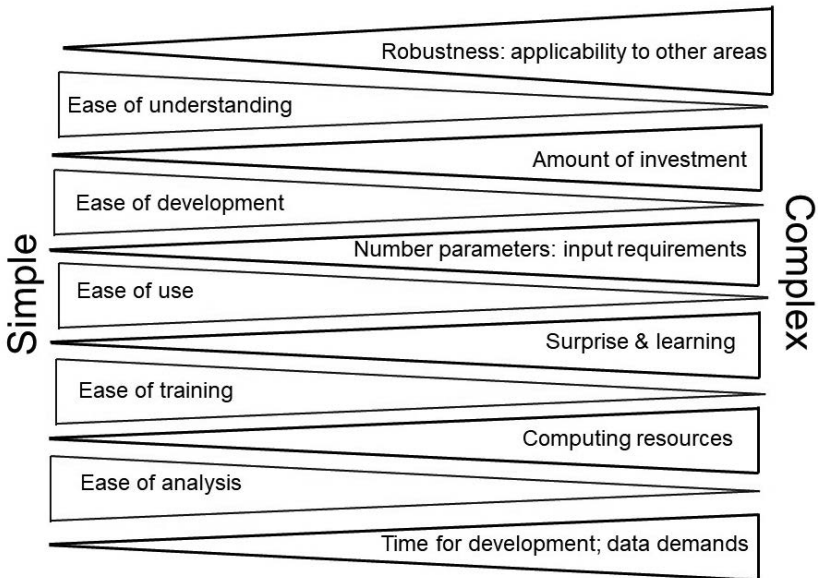 Robustness: applicability to other areas
Ease of understanding
Amount of investment
Ease of development
Number parameters: input requirements
Ease of use
Surprise & learning
Ease of training
Computing resources
Ease of analysis
Time for development; data demands
Simple
Complex